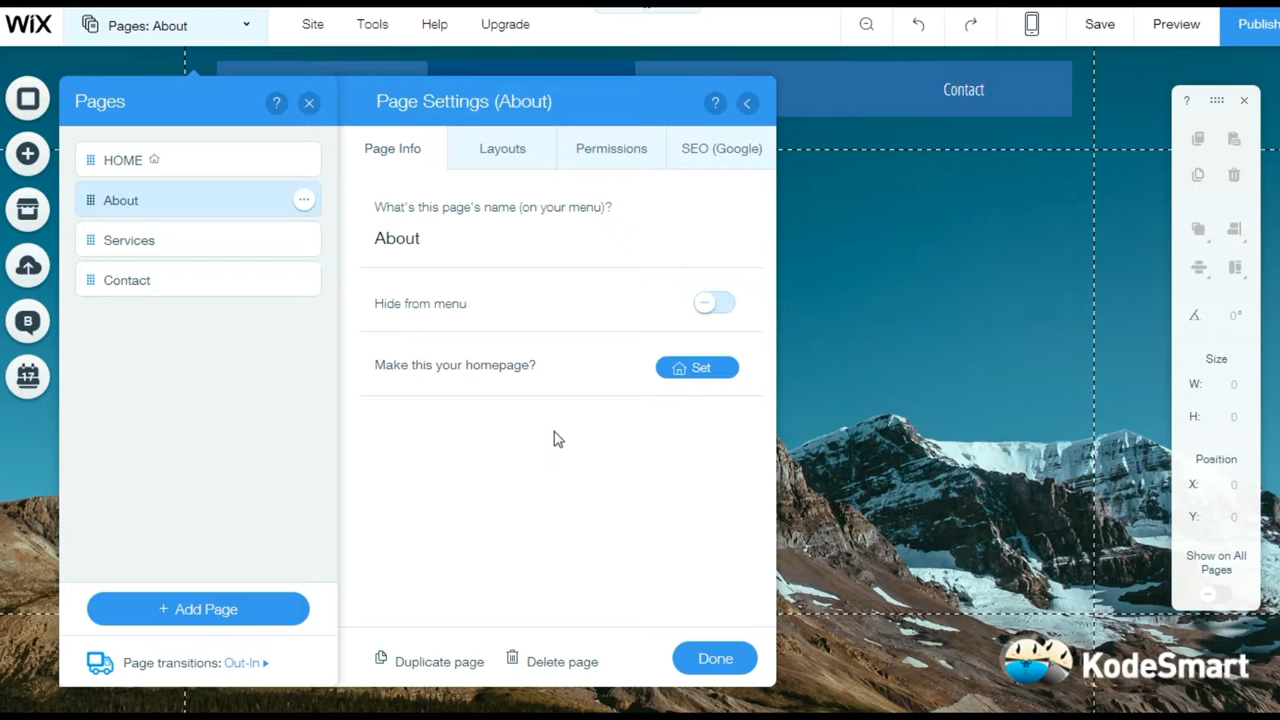 WiX
Pages: About
Site
Tools
Help
Upgrade
Save
Preview
Publish
Contact
Pages
?
Page Settings (About)
?
Page Info
Layouts
Permissions
SEO (Google)
HOME
About
Services
Contact
What's this page's name (on your menu)?
About
Hide from menu
Make this your homepage?
Set
+ Add Page
Page transitions: Out-In
Duplicate page
Delete page
Done
B
17
?
0°
Size
W: 0
H: 0
Position
X: 0
Y: 0
Show on All
Pages
KodeSmart